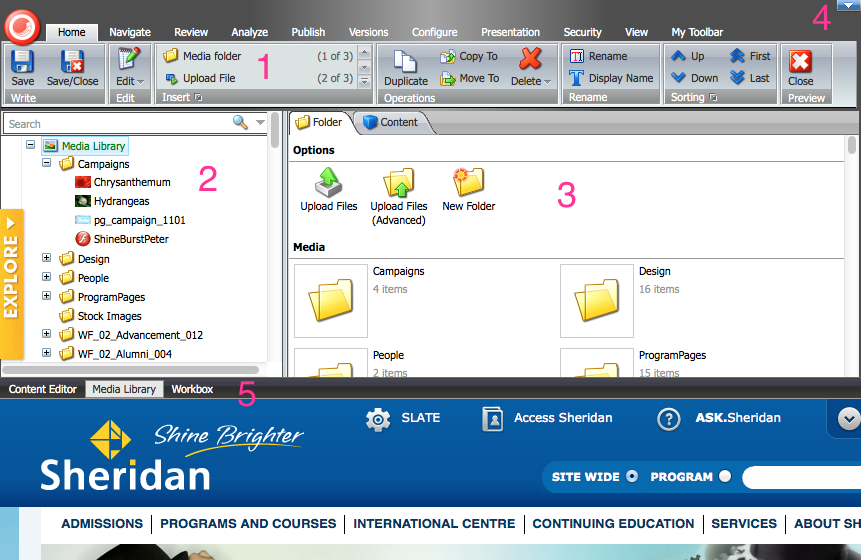 4
Home Navigate Review Analyze Publish Versions Configure Presentation Security View My Toolbar
Save Save/Close
Write
Edit
Edit
Media folder (1 of 3)
Upload File (2 of 3)
Insert
1
Duplicate
Copy To
Move To
Delete
Operations
Rename
Display Name
Rename
Up First
Down Last
Sorting
Close
Preview
Search
Media Library
Campaigns
Chrysanthemum
Hydrangeas
pg_campaign_1101
ShineBurstPeter
Design
People
ProgramPages
Stock Images
WF_02_Advancement_012
WF_02_Alumni_004
2
EXPLORE
Folder Content
Options
Upload Files
Upload Files
(Advanced)
New Folder
3
Media
Campaigns
4 items
Design
16 items
People
2 items
ProgramPages
15 items
Content Editor Media Library Workbox
5
SLATE Access Sheridan ASK.Sheridan
Shine Brighter
Sheridan
SITE WIDE PROGRAM
ADMISSIONS PROGRAMS AND COURSES INTERNATIONAL CENTRE CONTINUING EDUCATION SERVICES ABOUT SH